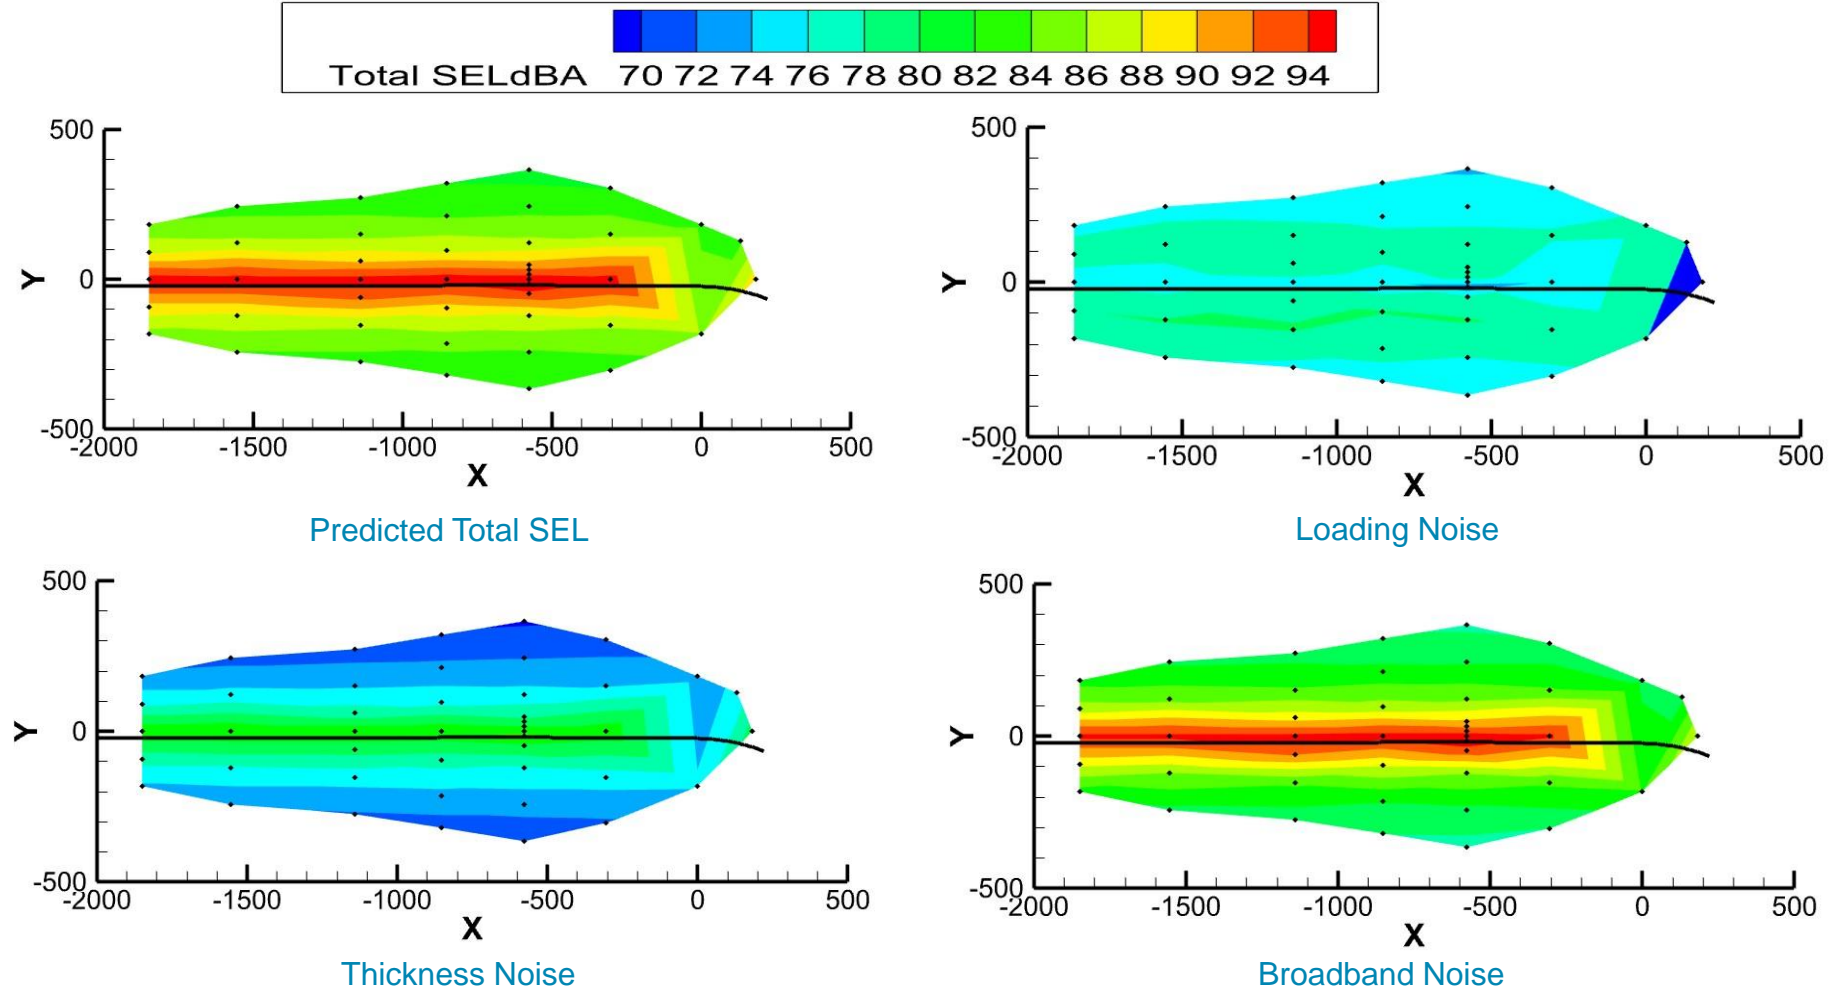 Total SELdBA 70 72 74 76 78 80 82 84 86 88 90 92 94
500
0
-500
Y
-2000 -1500 -1000 -500 0 500
X
Predicted Total SEL
500
0
-500
Y
-2000 -1500 -1000 -500 0 500
X
Loading Noise
500
0
-500
Y
-2000 -1500 -1000 -500 0 500
X
Thickness Noise
500
0
-500
Y
-2000 -1500 -1000 -500 0 500
X
Broadband Noise